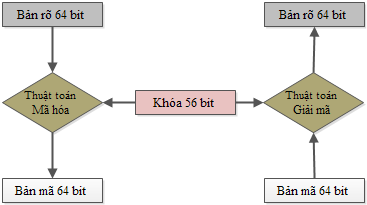 Bản rõ 64 bit
Bản rõ 64 bit
Thuật toán
Mã hóa
Khóa 56 bit
Thuật toán
Giải mã
Bản mã 64 bit
Bản mã 64 bit